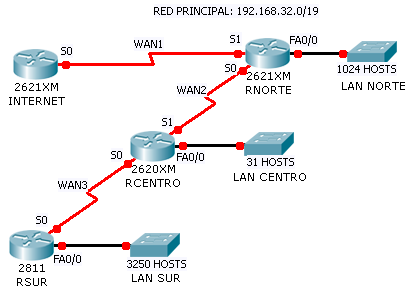 RED PRINCIPAL: 192.168.32.0/19
S0
WAN1
S1
FA0/0
2621XM
INTERNET
S0
2621XM
RNORTE
1024 HOSTS
LAN NORTE
WAN2
S1
S0
FA0/0
2620XM
RCENTRO
31 HOSTS
LAN CENTRO
WAN3
S0
FA0/0
2811
RSUR
3250 HOSTS
LAN SUR